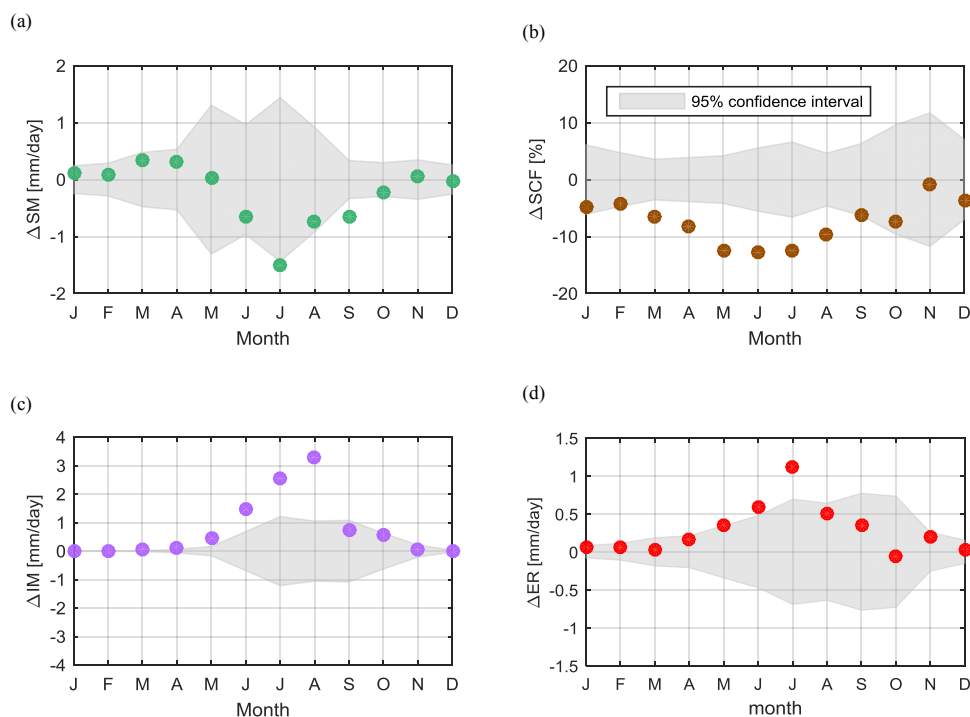 (a)
2
1
0
-1
-2
ΔSM [mm/day]
J F M A M J J A S O N D
Month
(b)
20
10
0
-10
-20
ΔSCF [%]
95% confidence interval
J F M A M J J A S O N D
Month
(c)
4
3
2
1
0
-1
-2
-3
-4
ΔIM [mm/day]
J F M A M J J A S O N D
Month
(d)
1.5
1
0.5
0
-0.5
-1
-1.5
ΔER [mm/day]
J F M A M J J A S O N D
month